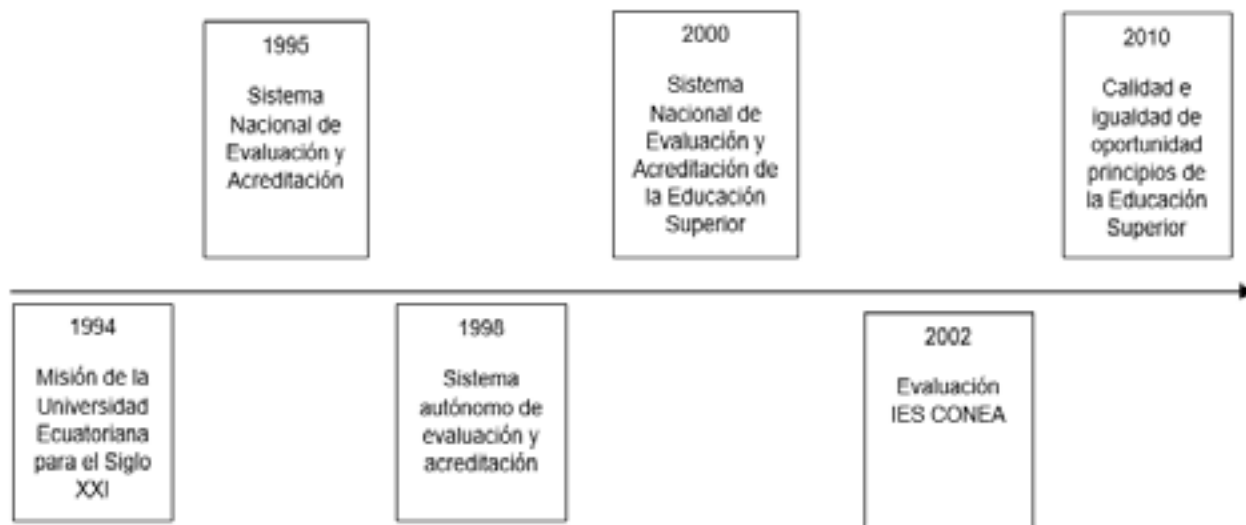 1995
Sistema
Nacional de
Evaluación y
Acreditación
2000
Sistema
Nacional de
Evaluación y
Acreditación de
la Educación
Superior
2010
Calidad e
igualdad de
oportunidad
principios de
la Educación
Superior
1994
Misión de la
Universidad
Ecuatoriana
para el Siglo
XXI
1998
Sistema
autónomo de
evaluación y
acreditación
2002
Evaluación
IES CONEA